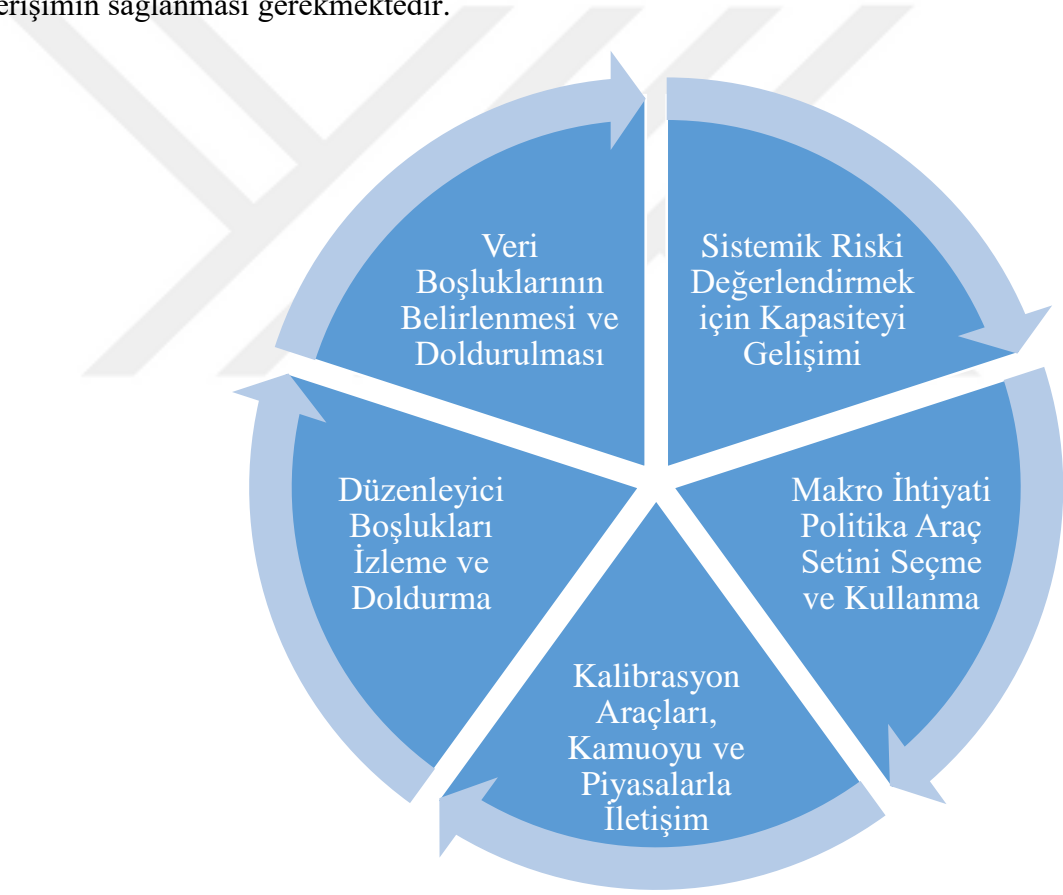 erişimin sağlanması gerekmektedir.
Veri
Boşluklarının
Belirlenmesi ve
Doldurulması
Sistemik Riski
Değerlendirmek
için Kapasiteyi
Gelişimi
Düzenleyici
Boşlukları
İzleme ve
Doldurma
Makro İhtiyati
Politika Araç
Setini Seçme
ve Kullanma
Kalibrasyon
Araçları,
Kamuoyu ve
Piyasalarla
İletişim